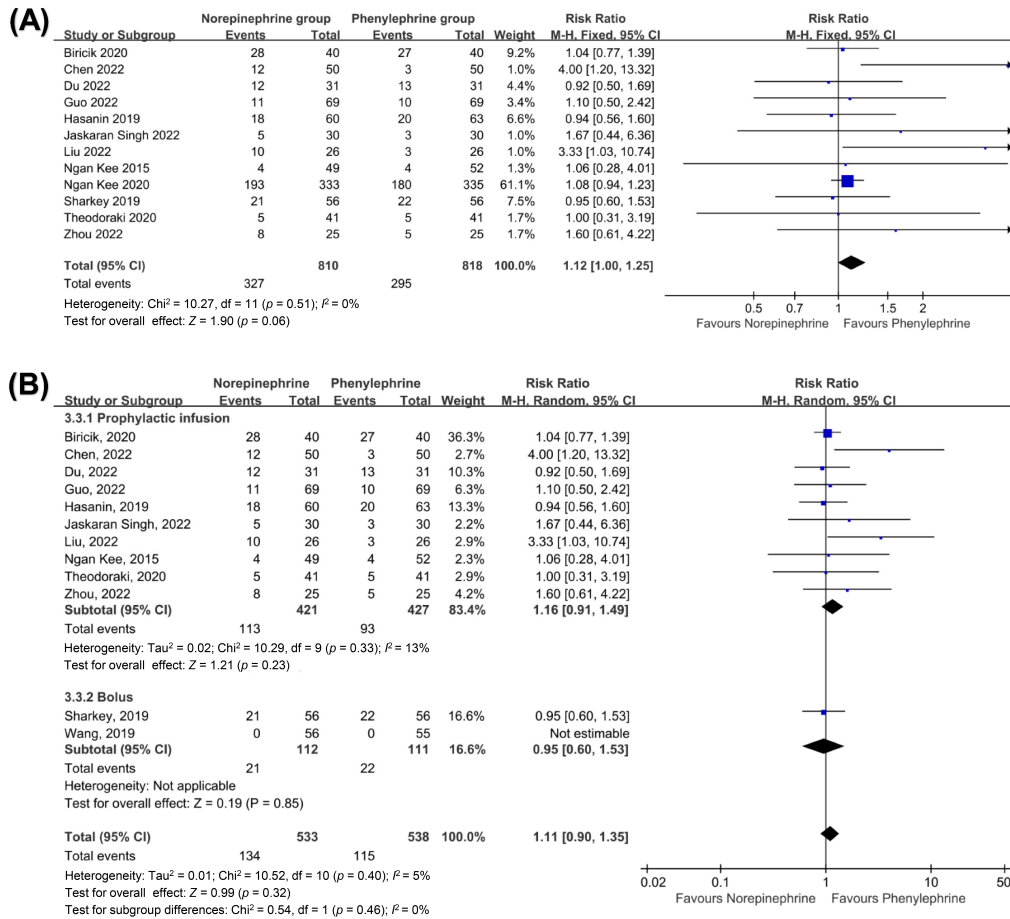 (A)
Norepinephrine group Phenylephrine group Risk Ratio Risk Ratio
Study or Subgroup Events Total Events Total Weight M-H. Fixed. 95% CI M-H. Fixed. 95% CI
Biricik 2020 28 40 27 40 9.2% 1.04 [0.77, 1.39]
Chen 2022 12 50 3 50 1.0% 4.00 [1.20, 13.32]
Du 2022 12 31 13 31 4.4% 0.92 [0.50, 1.69]
Guo 2022 11 69 10 69 3.4% 1.10 [0.50, 2.42]
Hasanin 2019 18 60 20 63 6.6% 0.94 [0.56, 1.60]
Jaskaran Singh 2022 5 30 3 30 1.0% 1.67 [0.44, 6.36]
Liu 2022 10 26 3 26 1.0% 3.33 [1.03, 10.74]
Ngan Kee 2015 4 49 4 52 1.3% 1.06 [0.28, 4.01]
Ngan Kee 2020 193 333 180 335 61.1% 1.08 [0.94, 1.23]
Sharkey 2019 21 56 22 56 7.5% 0.95 [0.60, 1.53]
Theodoraki 2020 5 41 5 41 1.7% 1.00 [0.31, 3.19]
Zhou 2022 8 25 5 25 1.7% 1.60 [0.61, 4.22]
Total (95% CI) 810 818 100.0% 1.12 [1.00, 1.25]
Total events 327 295
Heterogeneity: Chi² = 10.27, df = 11 (p = 0.51); I² = 0%
Test for overall effect: Z = 1.90 (p = 0.06)
0.5 0.7 1 1.5 2
Favours Norepinephrine Favours Phenylephrine
(B)
Norepinephrine Phenylephrine Risk Ratio Risk Ratio
Study or Subgroup Events Total Events Total Weight M-H. Random. 95% CI M-H. Random. 95% CI
3.3.1 Prophylactic infusion
Biricik, 2020 28 40 27 40 36.3% 1.04 [0.77, 1.39]
Chen, 2022 12 50 3 50 2.7% 4.00 [1.20, 13.32]
Du, 2022 12 31 13 31 10.3% 0.92 [0.50, 1.69]
Guo, 2022 11 69 10 69 6.3% 1.10 [0.50, 2.42]
Hasanin, 2019 18 60 20 63 13.3% 0.94 [0.56, 1.60]
Jaskaran Singh, 2022 5 30 3 30 2.2% 1.67 [0.44, 6.36]
Liu, 2022 10 26 3 26 2.9% 3.33 [1.03, 10.74]
Ngan Kee, 2015 4 49 4 52 2.2% 1.06 [0.28, 4.01]
Theodoraki, 2020 5 41 5 41 2.9% 1.00 [0.31, 3.19]
Zhou, 2022 8 25 5 25 4.2% 1.60 [0.61, 4.22]
Subtotal (95% CI) 421 427 83.4% 1.16 [0.91, 1.49]
Total events 113 93
Heterogeneity: Tau² = 0.02; Chi² = 10.29, df = 9 (p = 0.33); I² = 13%
Test for overall effect: Z = 1.21 (p = 0.23)
3.3.2 Bolus
Sharkey, 2019 21 56 22 56 16.6% 0.95 [0.60, 1.53]
Wang, 2019 0 56 0 55 Not estimable
Subtotal (95% CI) 112 111 16.6% 0.95 [0.60, 1.53]
Total events 21 22
Heterogeneity: Not applicable
Test for overall effect: Z = 0.19 (P = 0.85)
Total (95% CI) 533 538 100.0% 1.11 [0.90, 1.35]
Total events 134 115
Heterogeneity: Tau² = 0.01; Chi² = 10.52, df = 10 (p = 0.40); I² = 5%
Test for overall effect: Z = 0.99 (p = 0.32)
Test for subgroup differences: Chi² = 0.54, df = 1 (p = 0.46); I² = 0%
0.02 0.1 1 10 50
Favours Norepinephrine Favours Phenylephrine